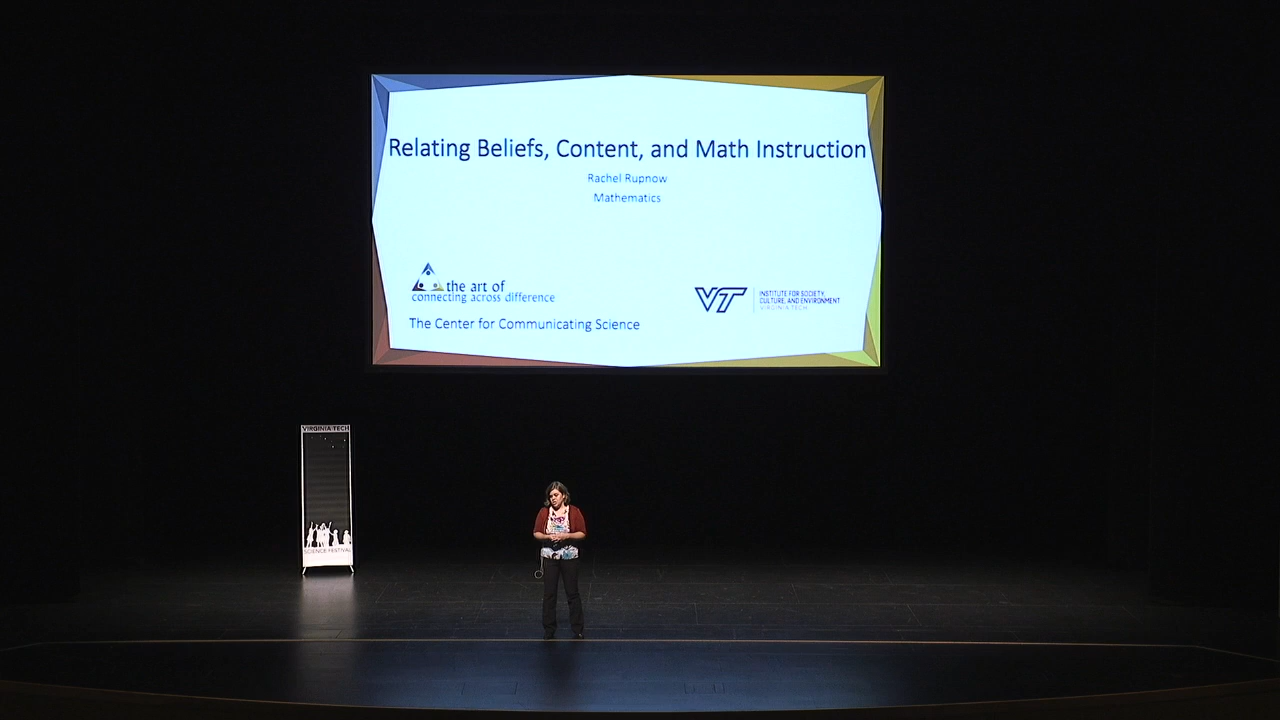 Relating Beliefs, Content, and Math Instruction
Rachel Rupnow
Mathematics
the art of
connecting across difference
The Center for Communicating Science
VT
INSTITUTE FOR SOCIETY,
CULTURE, AND ENVIRONMENT
VIRGINIA TECH
VIRGINIA TECH
SCIENCE FESTIVAL